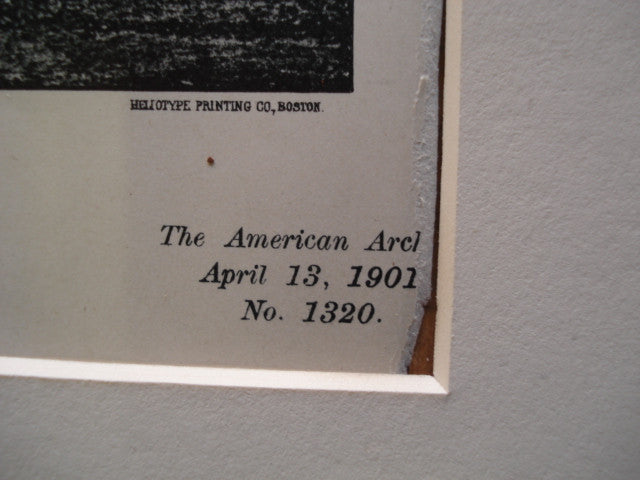 HELIOTYPE PRINTING CO., BOSTON.
The American Arc
April 13, 1901
No. 1320.